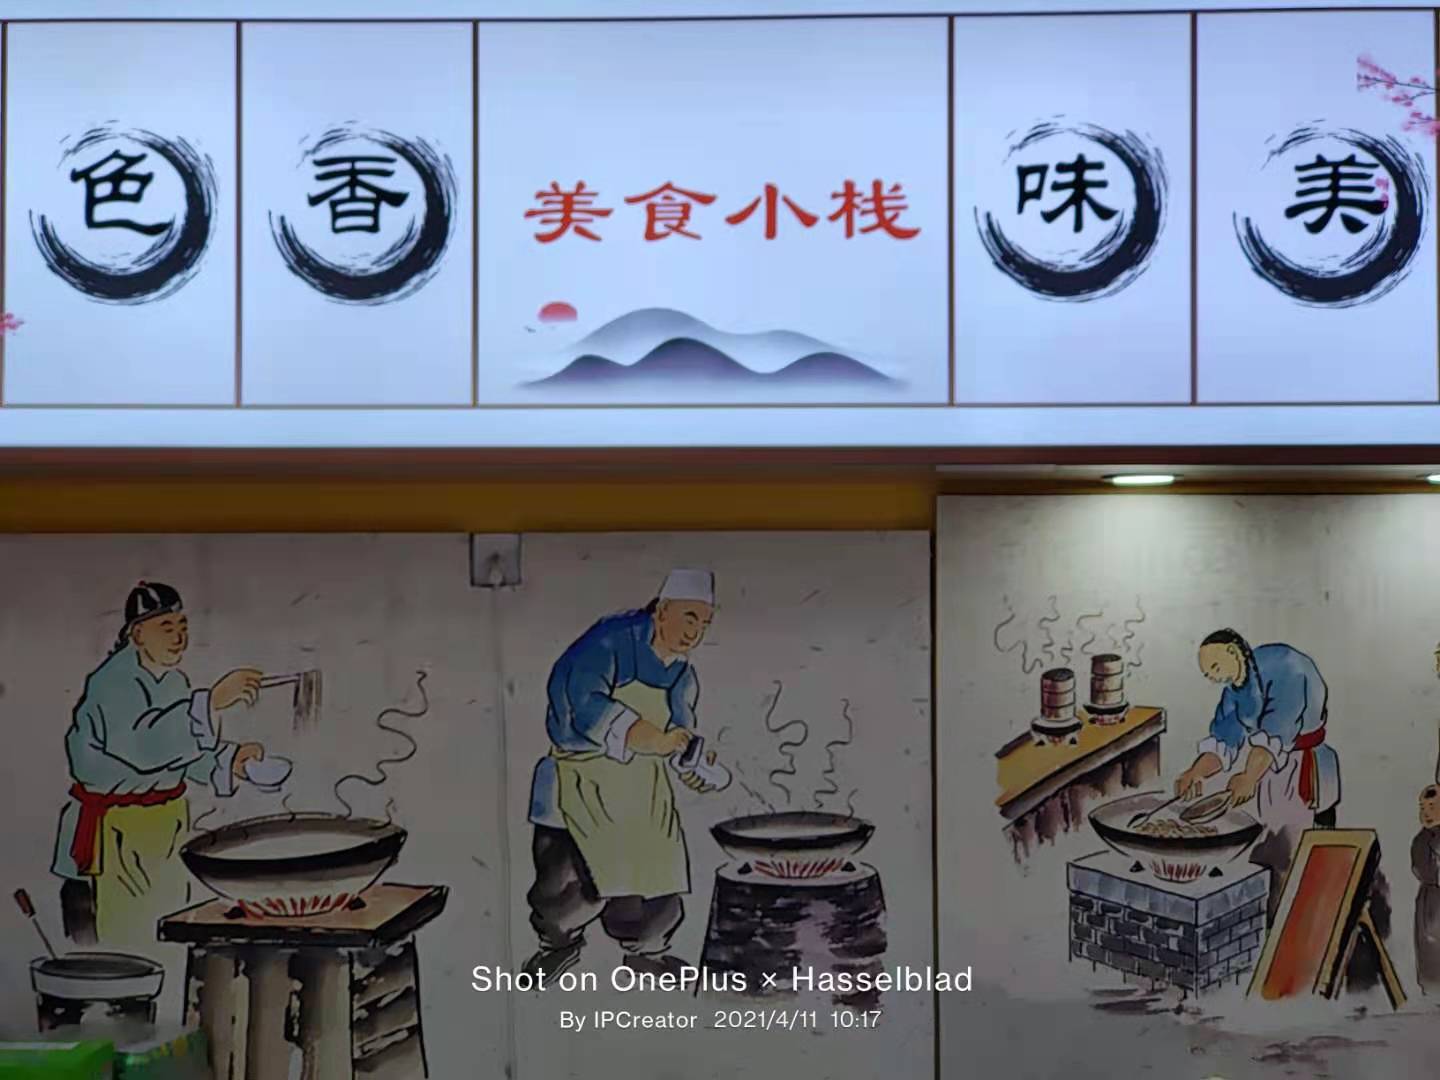 色 香 美食小栈 味 美
Shot on OnePlus × Hasselblad
By IPCreator 2021/4/11 10:17